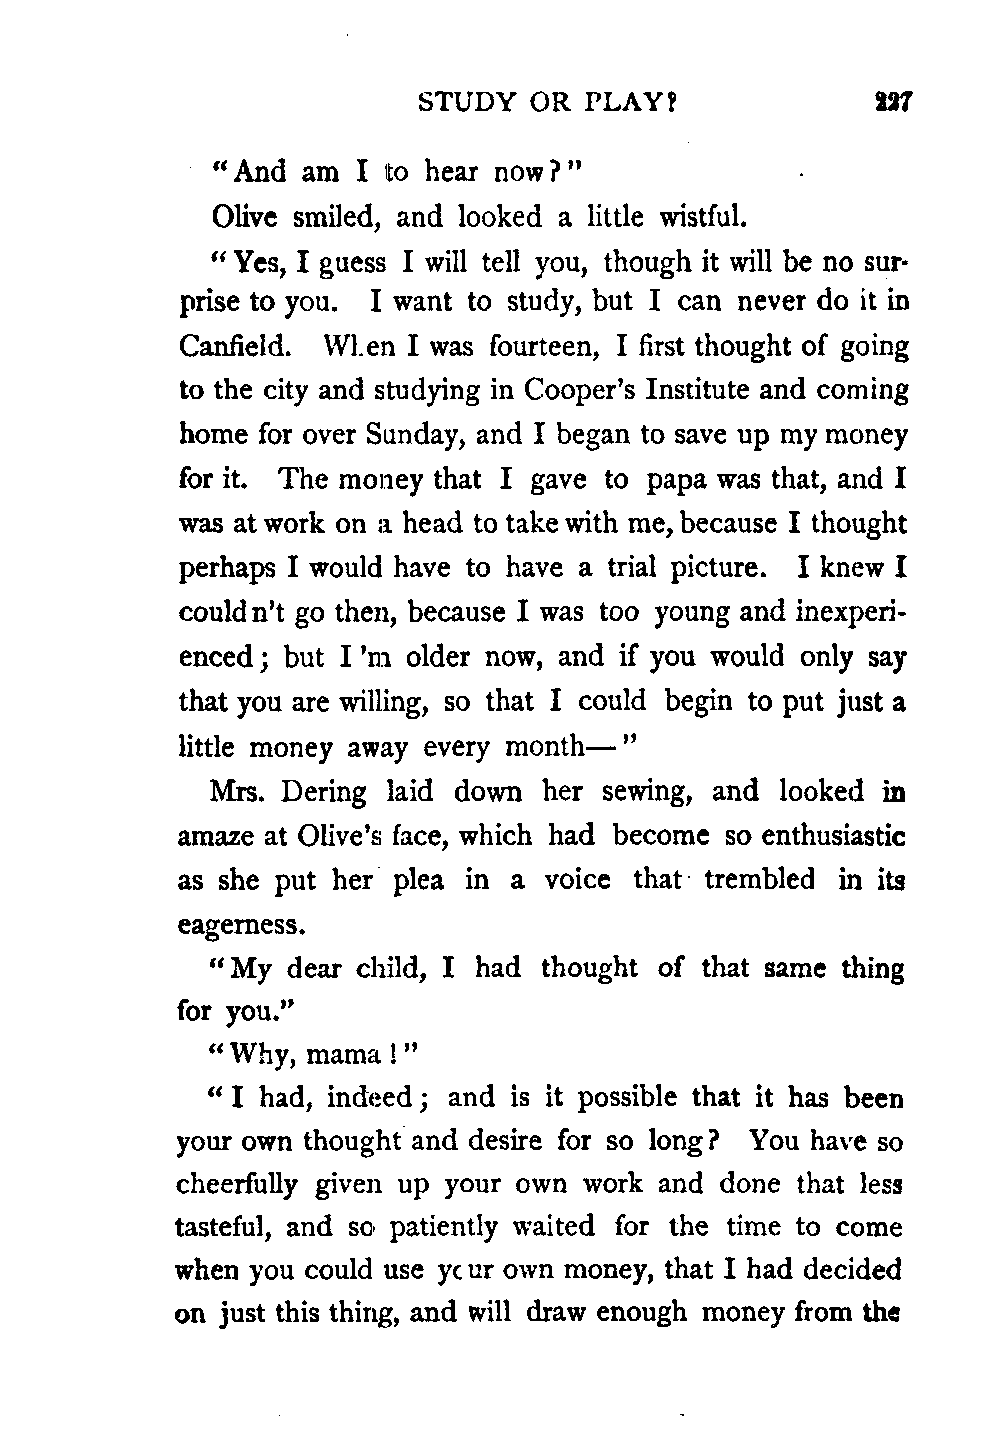 STUDY OR PLAY? 227
"And am I to hear now?"
Olive smiled, and looked a little wistful.
"Yes, I guess I will tell you, though it will be no sur-
prise to you. I want to study, but I can never do it in
Canfield. When I was fourteen, I first thought of going
to the city and studying in Cooper's Institute and coming
home for over Sunday, and I began to save up my money
for it. The money that I gave to papa was that, and I
was at work on a head to take with me, because I thought
perhaps I would have to have a trial picture. I knew I
couldn't go then, because I was too young and inexperi-
enced; but I'm older now, and if you would only say
that you are willing, so that I could begin to put just a
little money away every month—"
Mrs. Dering laid down her sewing, and looked in
amaze at Olive's face, which had become so enthusiastic
as she put her plea in a voice that trembled in its
eagerness.
"My dear child, I had thought of that same thing
for you."
"Why, mama!"
"I had, indeed; and is it possible that it has been
your own thought and desire for so long? You have so
cheerfully given up your own work and done that less
tasteful, and so patiently waited for the time to come
when you could use your own money, that I had decided
on just this thing, and will draw enough money from the